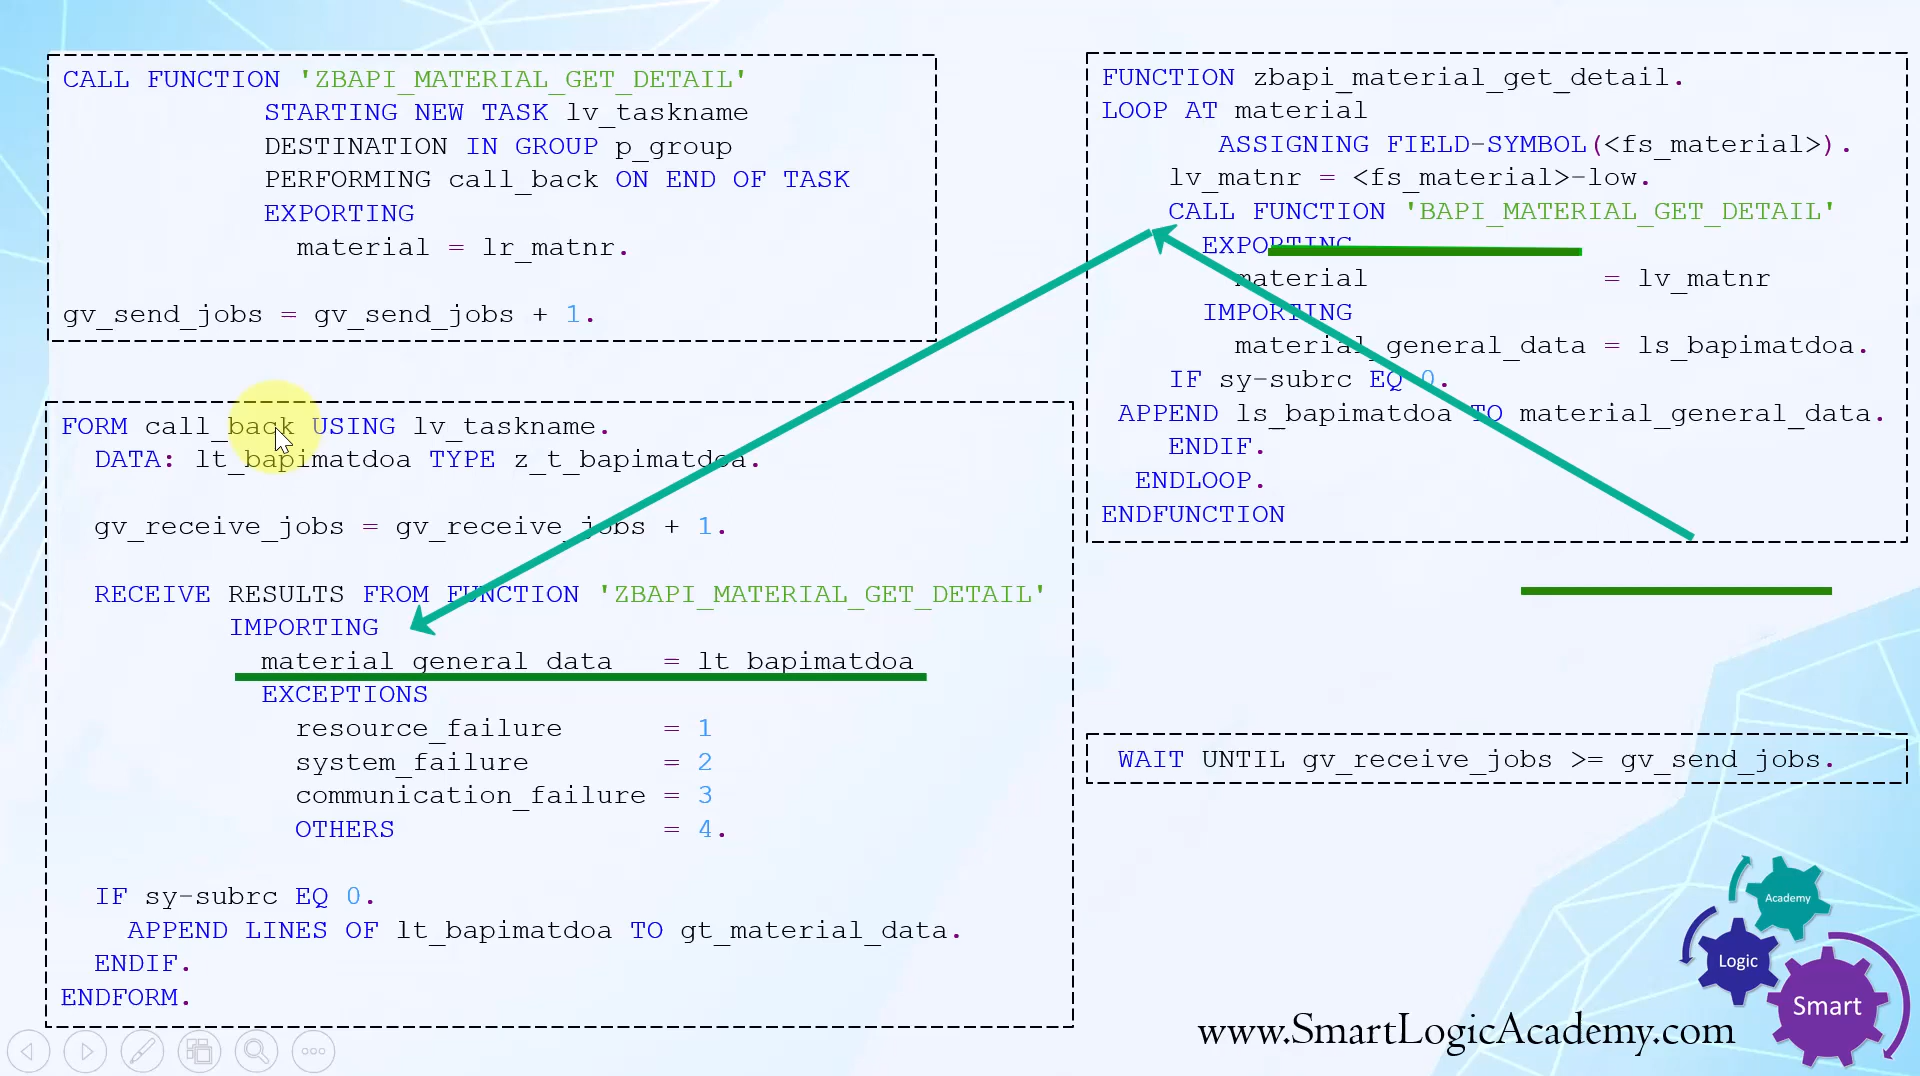 CALL FUNCTION 'ZBAPI_MATERIAL_GET_DETAIL'
STARTING NEW TASK lv_taskname
DESTINATION IN GROUP p_group
PERFORMING call_back ON END OF TASK
EXPORTING
material = lr_matnr.
gv_send_jobs = gv_send_jobs + 1.
FORM call_back USING lv_taskname.
DATA: lt_bapimatdoa TYPE z_t_bapimatdoa.
gv_receive_jobs = gv_receive_jobs + 1.
RECEIVE RESULTS FROM FUNCTION 'ZBAPI_MATERIAL_GET_DETAIL'
IMPORTING
material_general_data = lt_bapimatdoa
EXCEPTIONS
resource_failure = 1
system_failure = 2
communication_failure = 3
OTHERS = 4.
IF sy-subrc EQ 0.
APPEND LINES OF lt_bapimatdoa TO gt_material_data.
ENDIF.
ENDFORM.
FUNCTION zbapi_material_get_detail.
LOOP AT material
ASSIGNING FIELD-SYMBOL(<fs_material>).
lv_matnr = <fs_material>-low.
CALL FUNCTION 'BAPI_MATERIAL_GET_DETAIL'
EXPORTING
material = lv_matnr
IMPORTING
material_general_data = ls_bapimatdoa.
IF sy-subrc EQ 0.
APPEND ls_bapimatdoa TO material_general_data.
ENDIF.
ENDLOOP.
ENDFUNCTION
WAIT UNTIL gv_receive_jobs >= gv_send_jobs.
Academy
Logic
Smart
www.SmartLogicAcademy.com